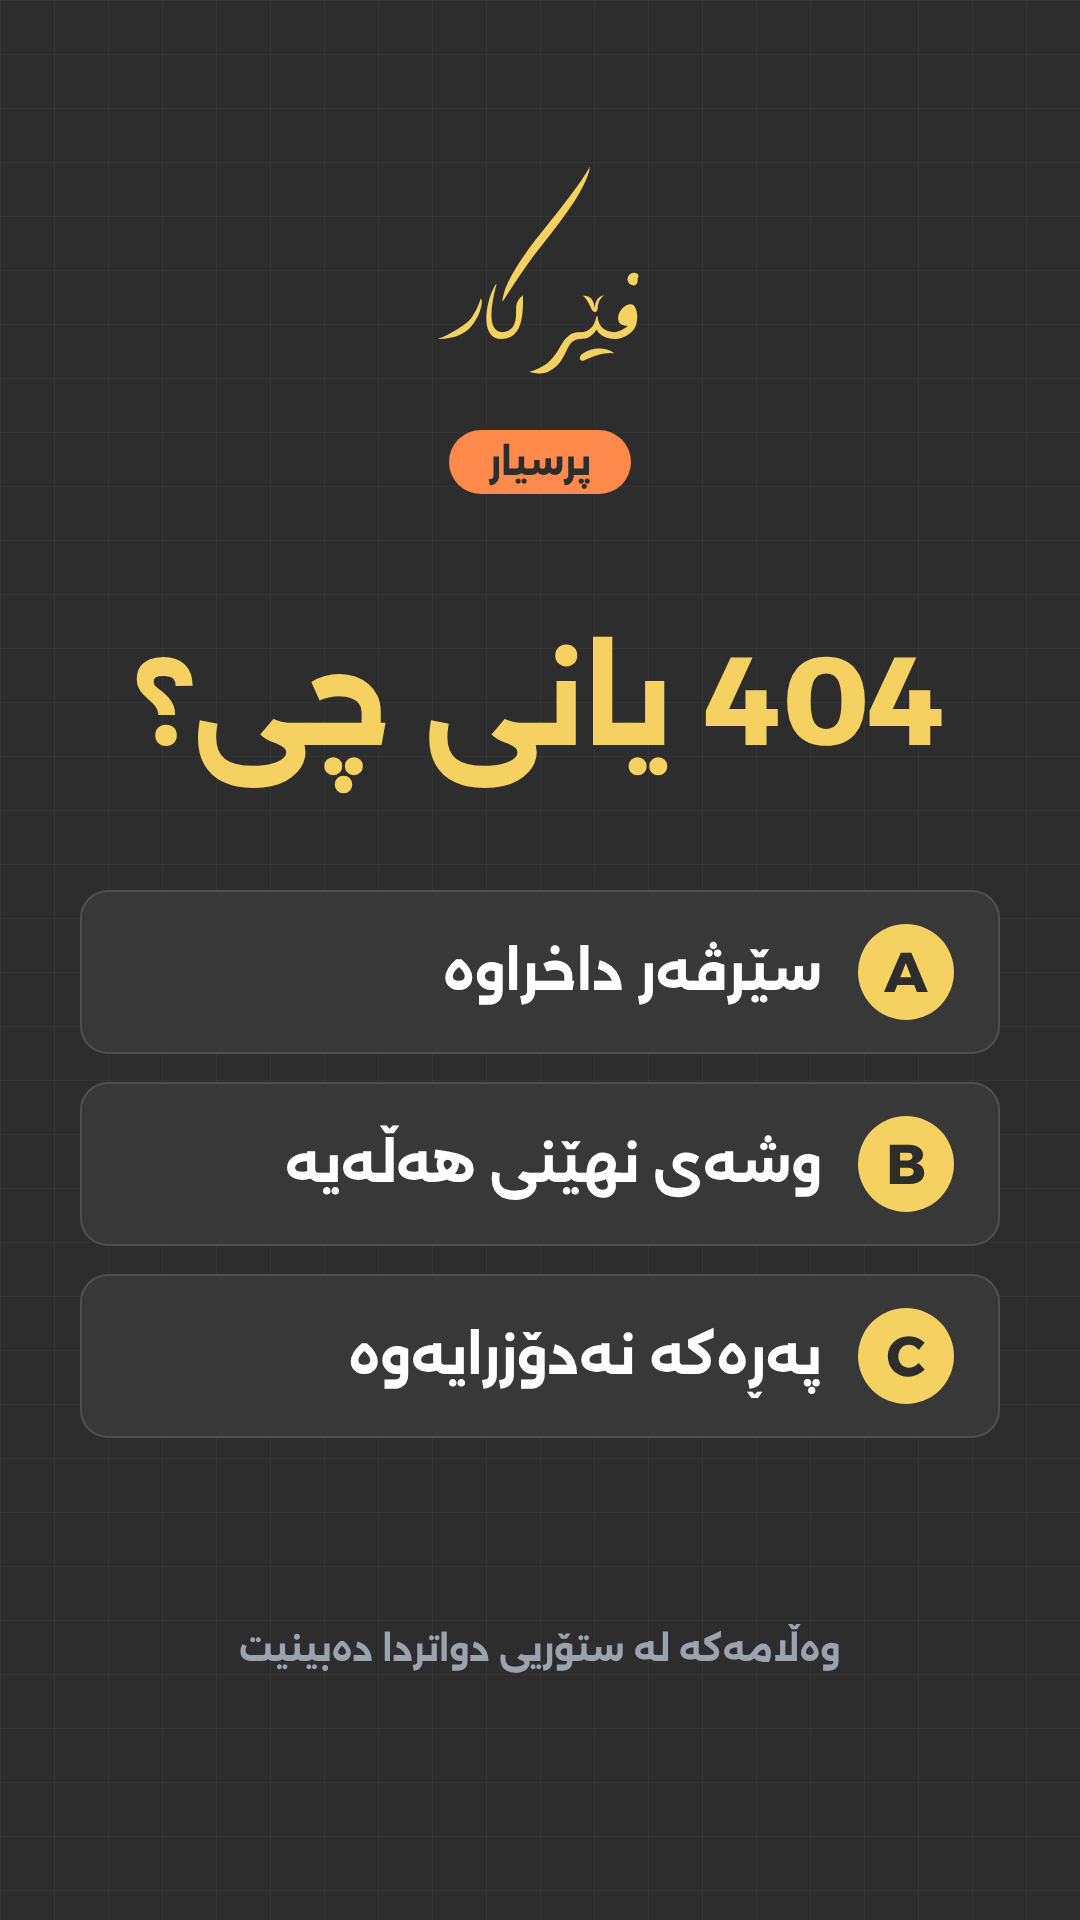 فێرکار
پرسیار
404 یانی چی؟
A سێرڤەر داخراوە
B وشەی نهێنی هەڵەیە
C پەڕەکە نەدۆزرایەوە
وەڵامەکە لە ستۆریی دواتردا دەبینیت